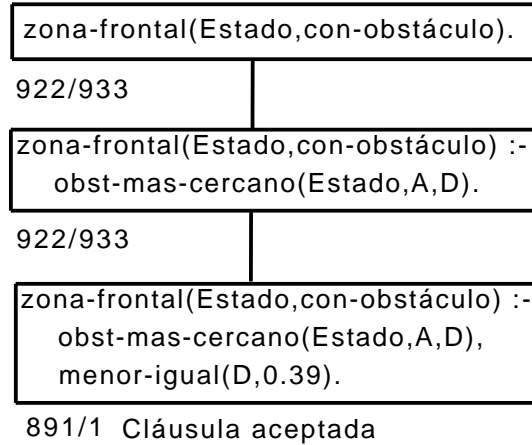 zona-frontal(Estado,con-obstáculo).
922/933
zona-frontal(Estado,con-obstáculo) :-
obst-mas-cercano(Estado,A,D).
922/933
zona-frontal(Estado,con-obstáculo) :-
obst-mas-cercano(Estado,A,D),
menor-igual(D,0.39).
891/1 Cláusula aceptada